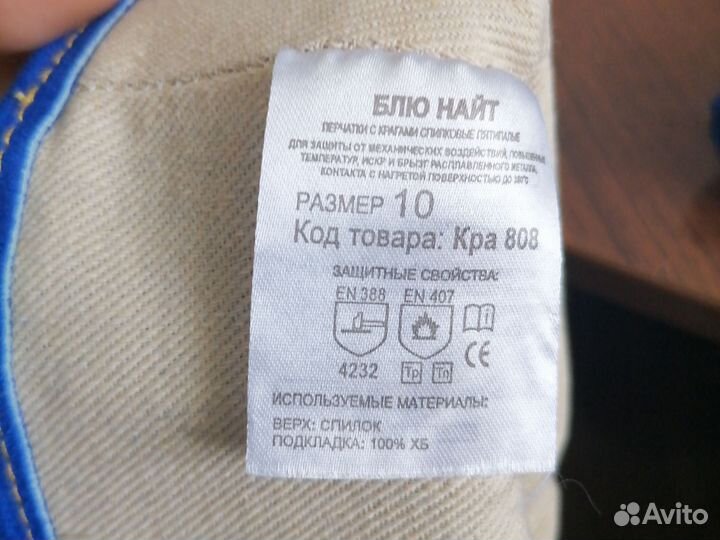 БЛЮ НАЙТ
ПЕРЧАТКИ С КРАГАМИ СПИЛКОВЫЕ ПЯТИПАЛЫЕ
ДЛЯ ЗАЩИТЫ ОТ МЕХАНИЧЕСКИХ ВОЗДЕЙСТВИЙ, ПОВЫШЕННЫХ
ТЕМПЕРАТУР, ИСКР И БРЫЗГ РАСПЛАВЛЕННОГО МЕТАЛЛА,
КОНТАКТА С НАГРЕТОЙ ПОВЕРХНОСТЬЮ ДО
РАЗМЕР 10
Код товара: Кра 808
ЗАЩИТНЫЕ СВОЙСТВА:
EN 388 EN 407
i
4232 Тр Тп CE
ИСПОЛЬЗУЕМЫЕ МАТЕРИАЛЫ:
ВЕРХ: СПИЛОК
ПОДКЛАДКА: 100% ХБ
Avito